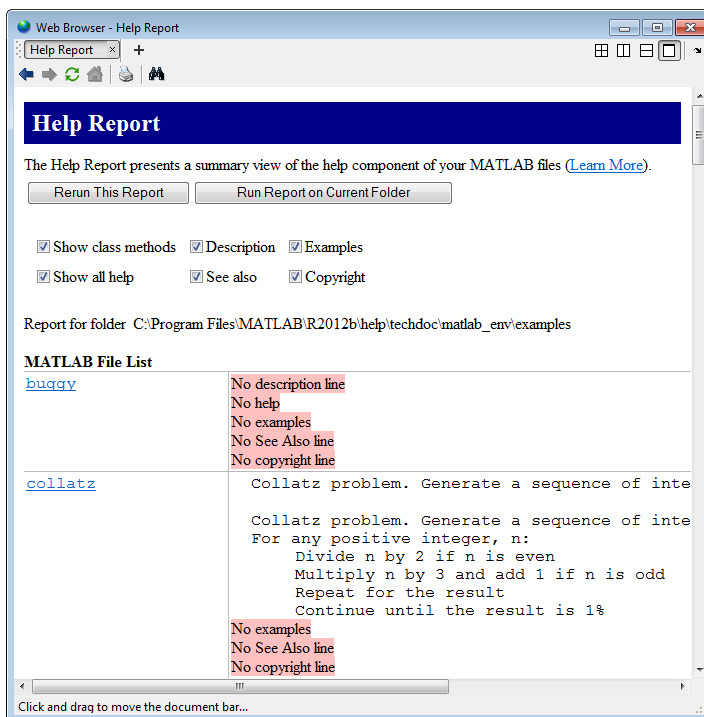 Web Browser - Help Report
Help Report
Help Report
The Help Report presents a summary view of the help component of your MATLAB files (Learn More).
Rerun This Report Run Report on Current Folder
Show class methods Description Examples
Show all help See also Copyright
Report for folder C:\Program Files\MATLAB\R2012b\help\techdoc\matlab_env\examples
MATLAB File List
buggy No description line
No help
No examples
No See Also line
No copyright line
collatz Collatz problem. Generate a sequence of inte
Collatz problem. Generate a sequence of inte
For any positive integer, n:
Divide n by 2 if n is even
Multiply n by 3 and add 1 if n is odd
Repeat for the result
Continue until the result is 1%
No examples
No See Also line
No copyright line
Click and drag to move the document bar...